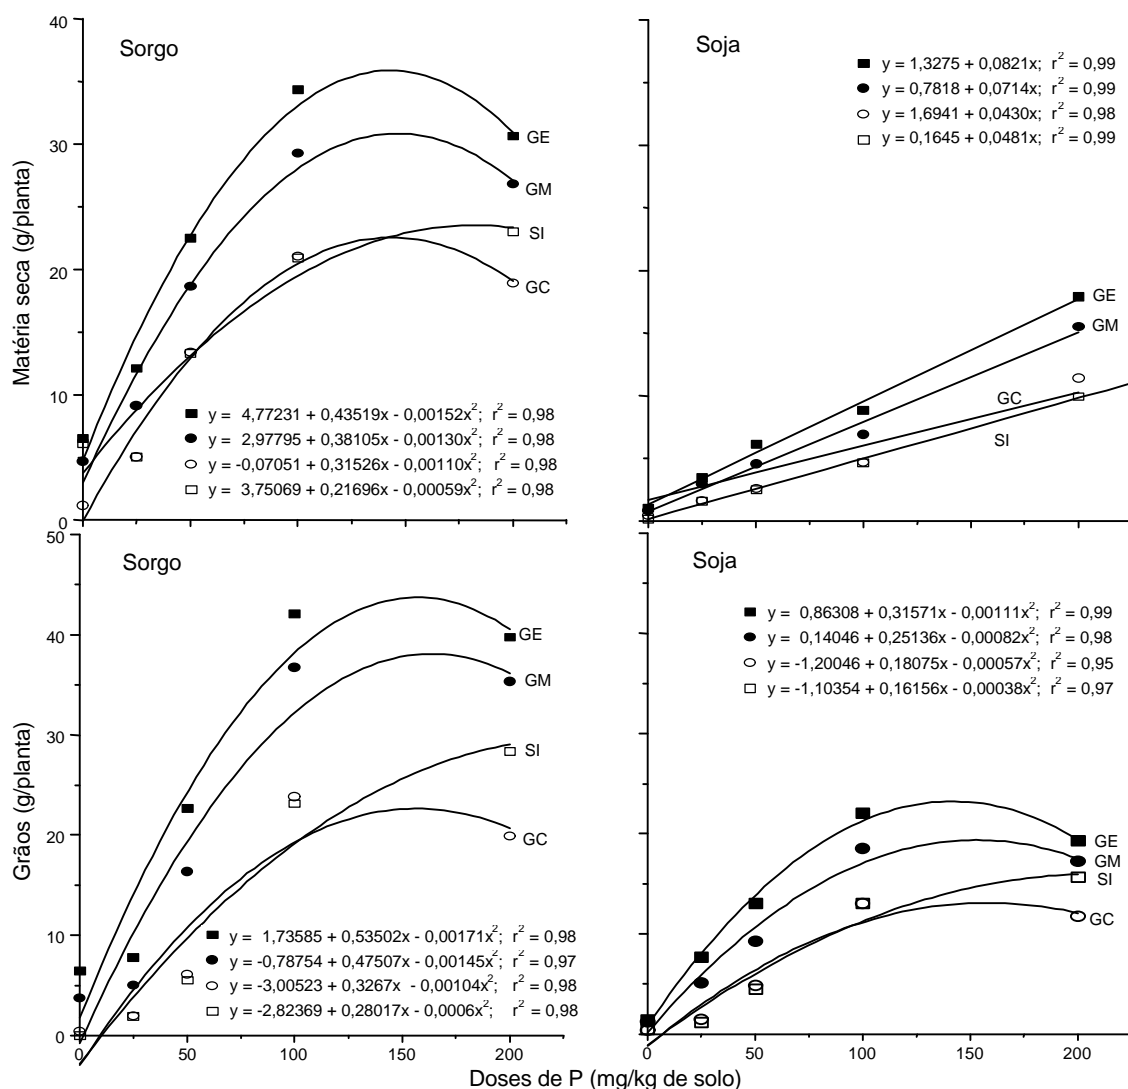 Sorgo
Matéria seca (g/planta)
40
30
20
10
0
GE
GM
SI
GC
■ y = 4,77231 + 0,43519x - 0,00152x²; r² = 0,98
● y = 2,97795 + 0,38105x - 0,00130x²; r² = 0,98
○ y = -0,07051 + 0,31526x - 0,00110x²; r² = 0,98
□ y = 3,75069 + 0,21696x - 0,00059x²; r² = 0,98
Soja
■ y = 1,3275 + 0,0821x; r² = 0,99
● y = 0,7818 + 0,0714x; r² = 0,99
○ y = 1,6941 + 0,0430x; r² = 0,98
□ y = 0,1645 + 0,0481x; r² = 0,99
GE
GM
GC
SI
Sorgo
Grãos (g/planta)
50
40
30
20
10
0
GE
GM
SI
GC
■ y = 1,73585 + 0,53502x - 0,00171x²; r² = 0,98
● y = -0,78754 + 0,47507x - 0,00145x²; r² = 0,97
○ y = -3,00523 + 0,3267x - 0,00104x²; r² = 0,98
□ y = -2,82369 + 0,28017x - 0,0006x²; r² = 0,98
0 50 100 150 200
Soja
■ y = 0,86308 + 0,31571x - 0,00111x²; r² = 0,99
● y = 0,14046 + 0,25136x - 0,00082x²; r² = 0,98
○ y = -1,20046 + 0,18075x - 0,00057x²; r² = 0,95
□ y = -1,10354 + 0,16156x - 0,00038x²; r² = 0,97
GE
GM
SI
GC
0 50 100 150 200
Doses de P (mg/kg de solo)